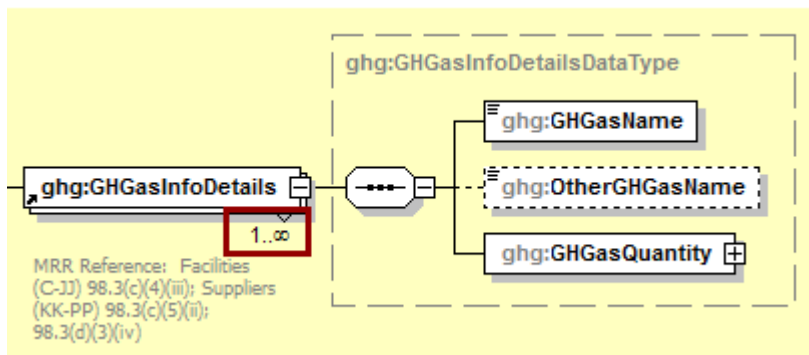 ghg:GHGasInfoDetailsDataType
ghg:GHGasName
ghg:GHGasInfoDetails
ghg:OtherGHGasName
1..∞
ghg:GHGasQuantity
MRR Reference: Facilities
(C-JJ) 98.3(c)(4)(iii); Suppliers
(KK-PP) 98.3(c)(5)(ii);
98.3(d)(3)(iv)